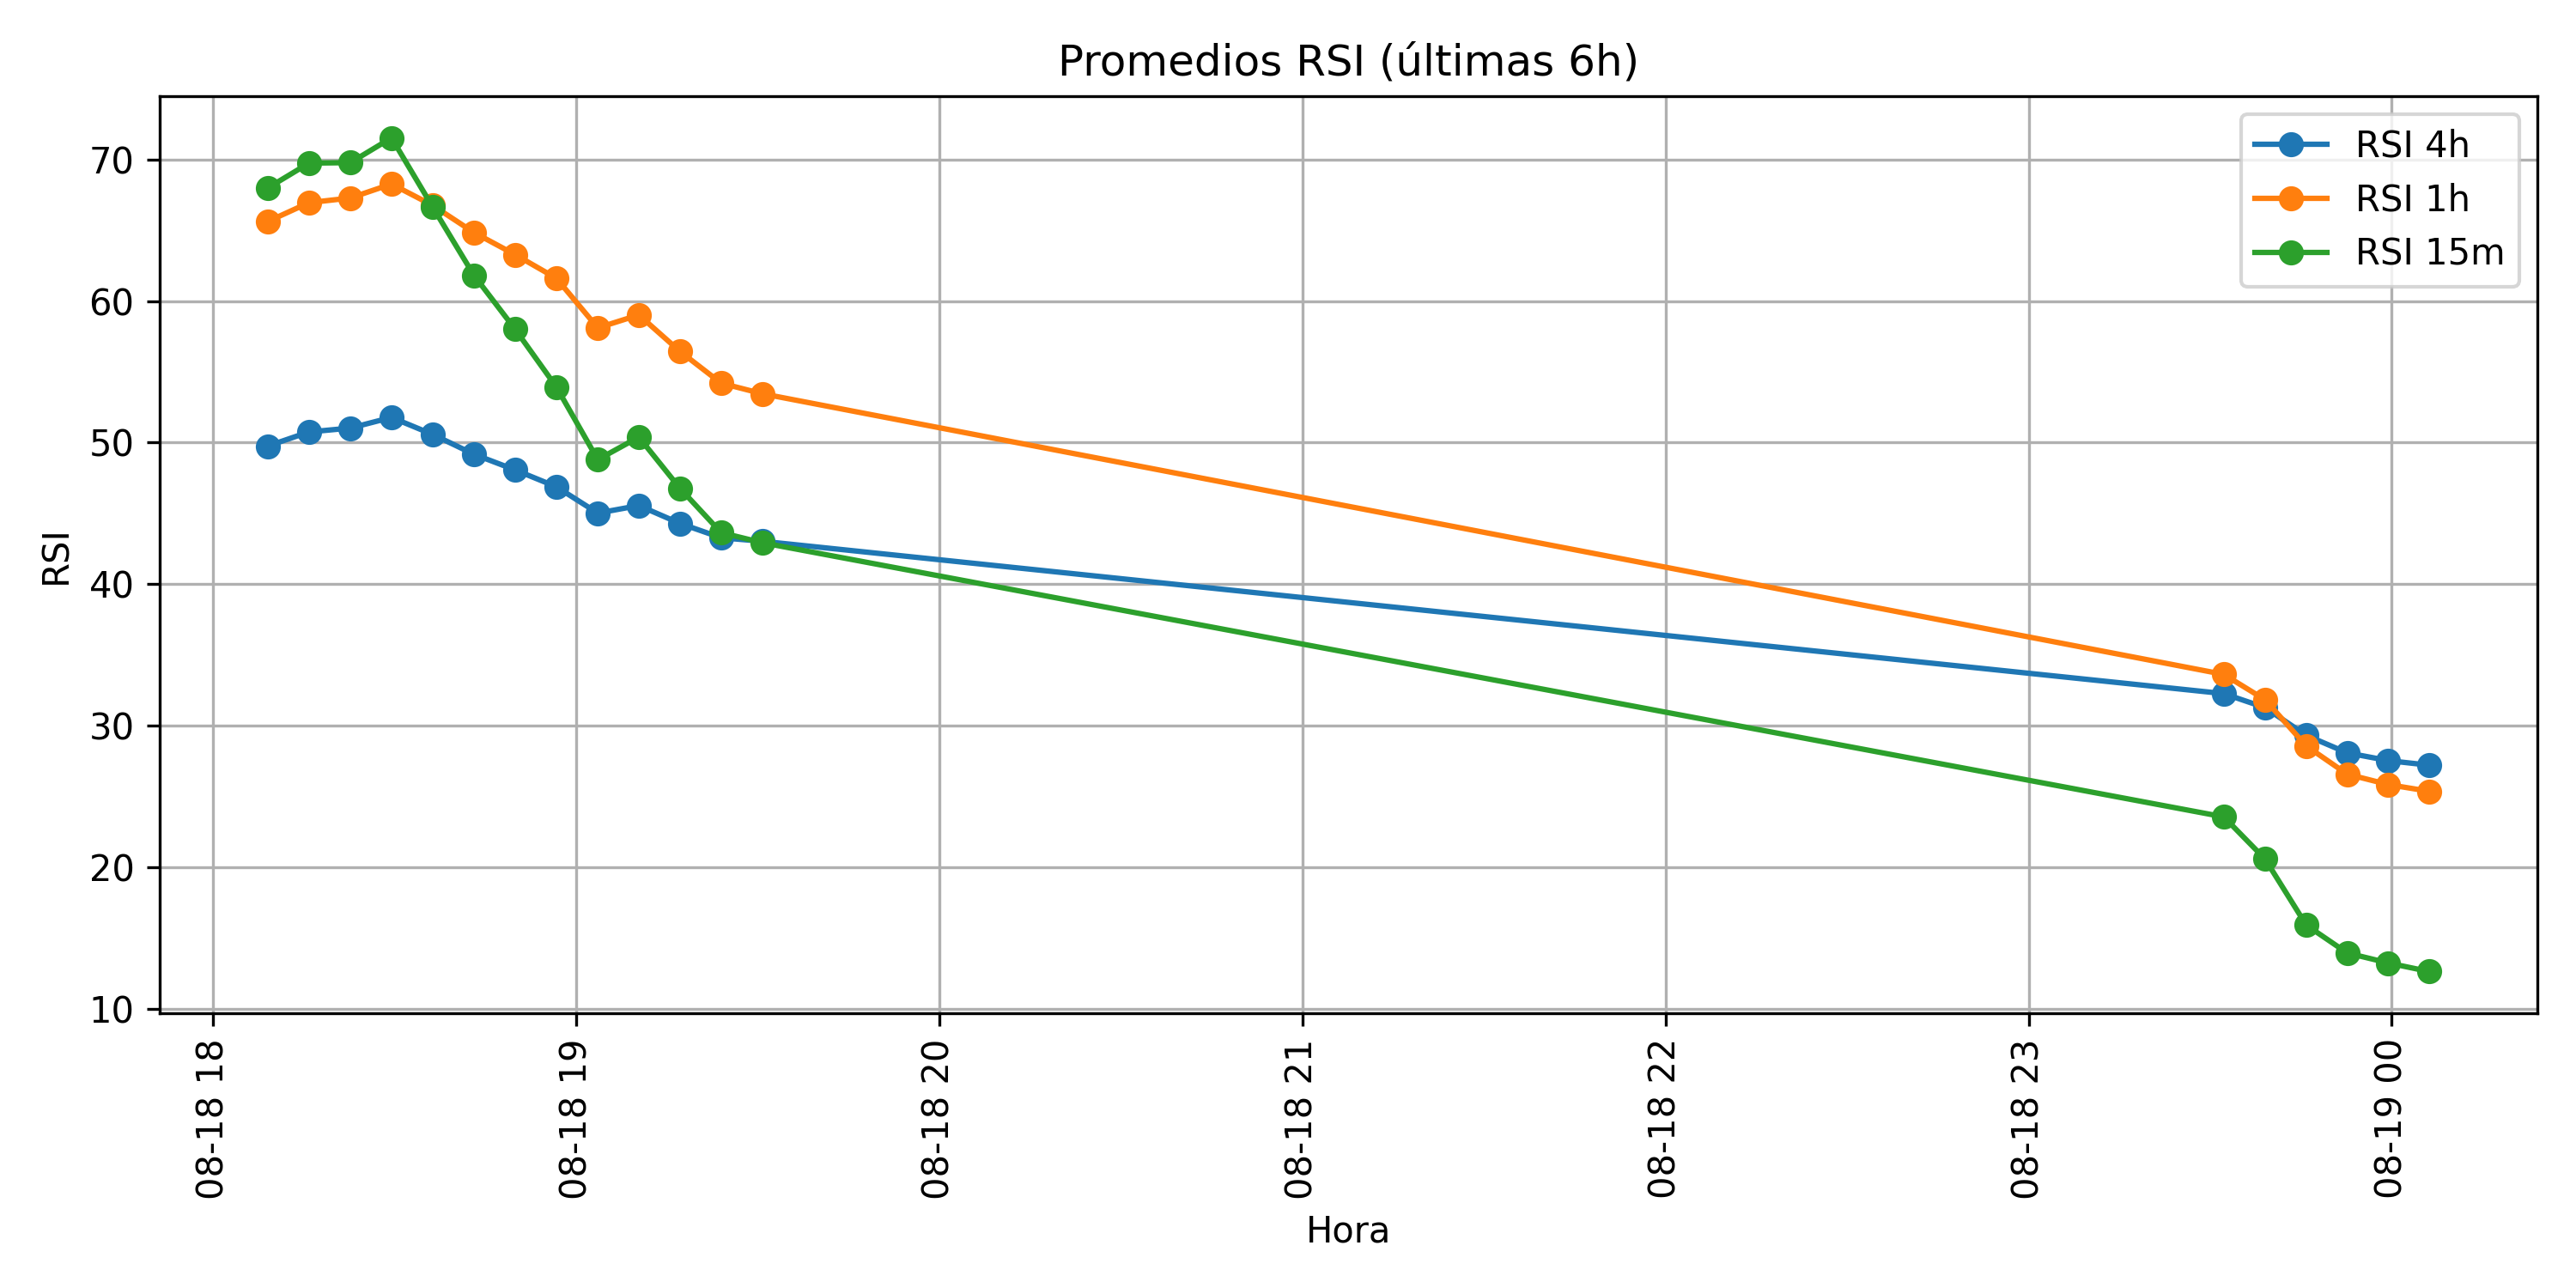 Promedios RSI (últimas 6h)
RSI 4h
RSI 1h
RSI 15m
RSI
70
60
50
40
30
20
10
08-18 18
08-18 19
08-18 20
08-18 21
08-18 22
08-18 23
08-19 00
Hora